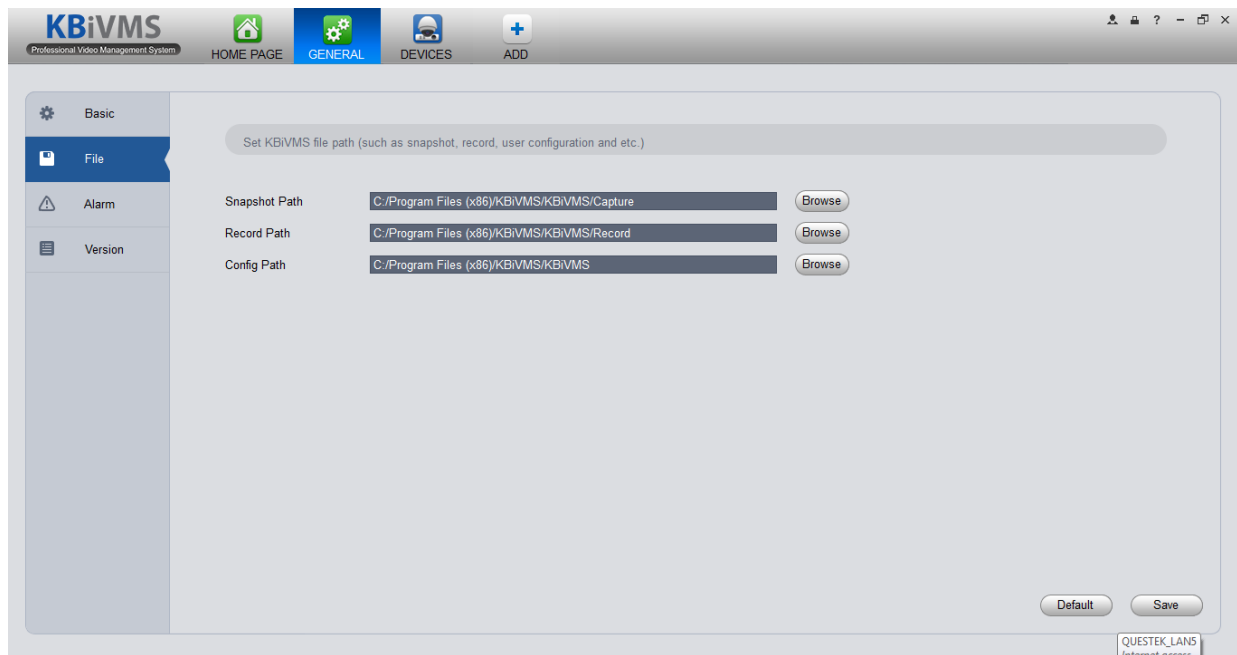 KBiVMS
Professional Video Management System
HOME PAGE
GENERAL
DEVICES
ADD
?
Basic
File
Alarm
Version
Set KBiVMS file path (such as snapshot, record, user configuration and etc.)
Snapshot Path C:/Program Files (x86)/KBiVMS/KBiVMS/Capture Browse
Record Path C:/Program Files (x86)/KBiVMS/KBiVMS/Record Browse
Config Path C:/Program Files (x86)/KBiVMS/KBiVMS Browse
Default Save
QUESTEK_LAN5
Internet access